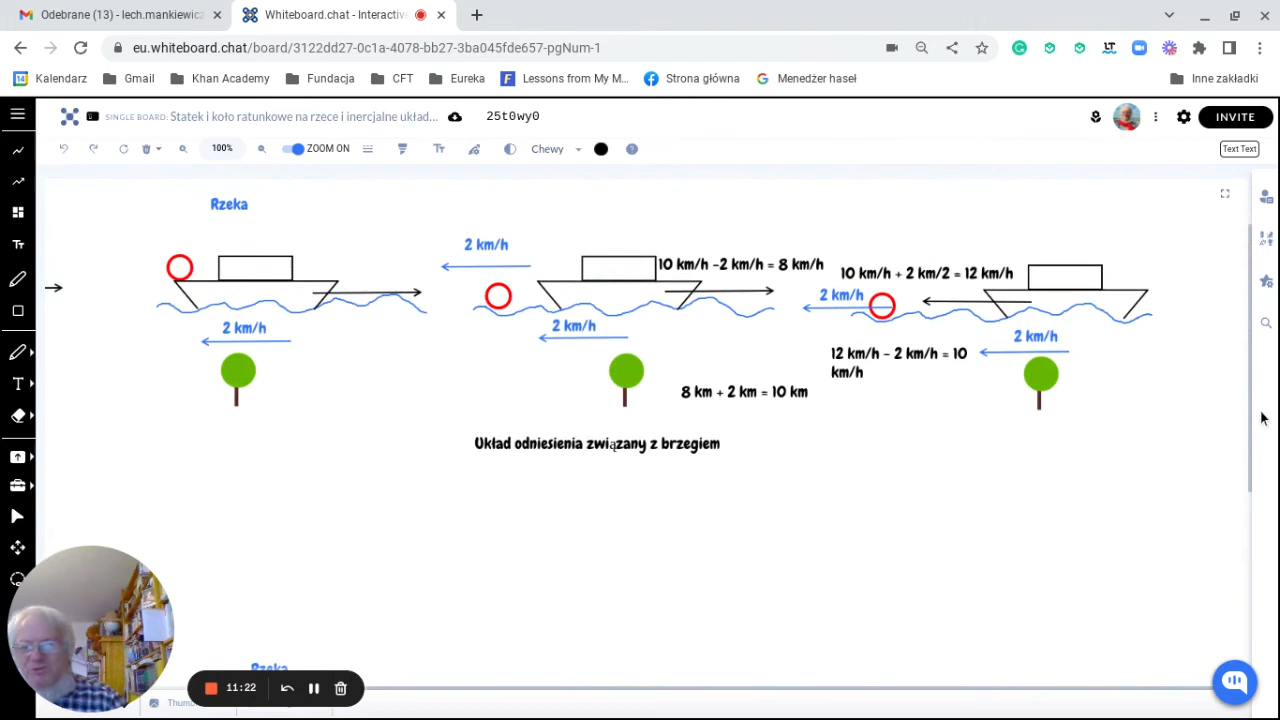 Odebrane (13) - lech.mankiewicz
Whiteboard.chat - Interactiv
eu.whiteboard.chat/board/3122dd27-0c1a-4078-bb27-3ba045fde657-pgNum-1
Kalendarz
Gmail
Khan Academy
Fundacja
CFT
Eureka
Lessons from My M...
Strona główna
Menedżer haseł
Inne zakładki
SINGLE BOARD: Statek i koło ratunkowe na rzece i inercjalne układ...
25t0wy0
INVITE
100%
ZOOM ON
Chewy
Text Text
Rzeka
2 km/h
10 km/h -2 km/h = 8 km/h
10 km/h + 2 km/2 = 12 km/h
2 km/h
2 km/h
2 km/h
2 km/h
12 km/h - 2 km/h = 10
km/h
8 km + 2 km = 10 km
Układ odniesienia związany z brzegiem
Rzeka
11:22
Thum